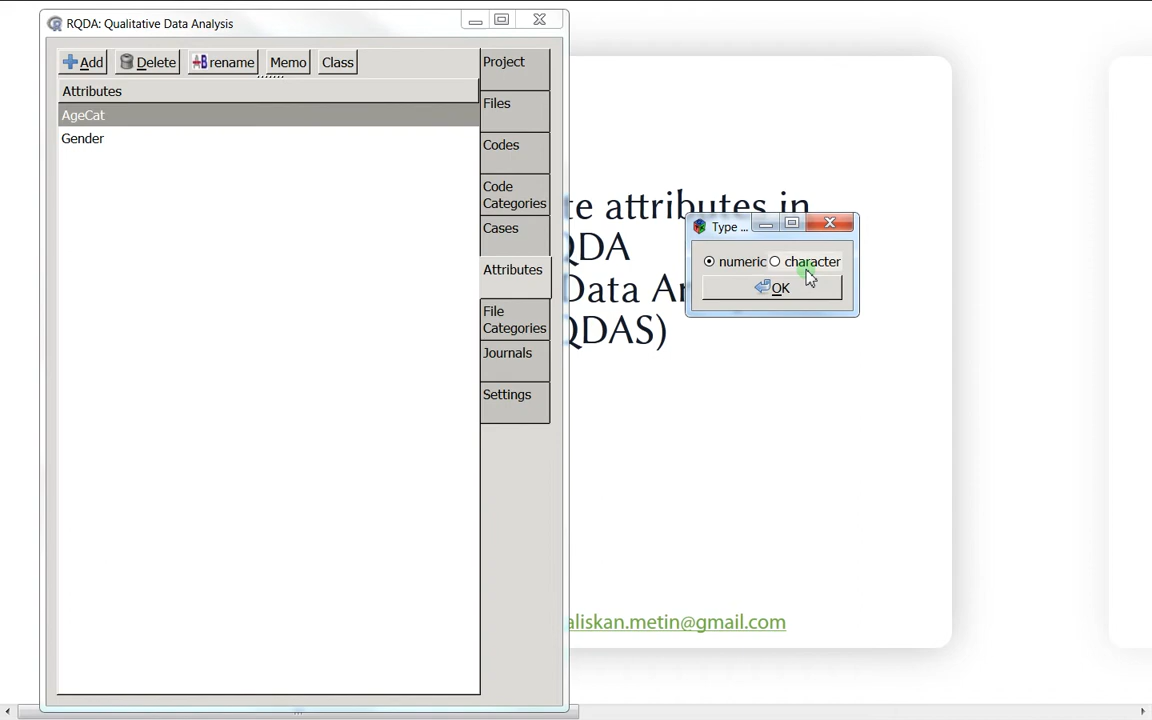 RQDA: Qualitative Data Analysis
Add Delete rename Memo Class
Attributes
AgeCat
Gender
Project
Files
Codes
Code
Categories
Cases
Attributes
File
Categories
Journals
Settings
te attributes in
QDA
Data An
QDAS)
Type ...
numeric character
OK
aliskan.metin@gmail.com